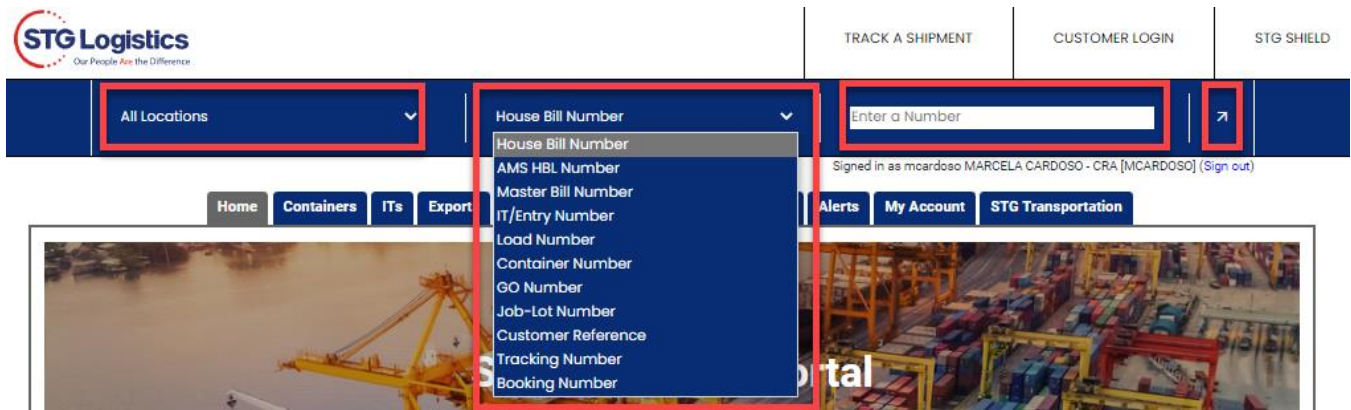 STG Logistics
Our People Are the Difference
TRACK A SHIPMENT
CUSTOMER LOGIN
STG SHIELD
All Locations
House Bill Number
Enter a Number
House Bill Number
AMS HBL Number
Master Bill Number
IT/Entry Number
Load Number
Container Number
GO Number
Job-Lot Number
Customer Reference
Tracking Number
Booking Number
Signed in as mcardoso MARCELA CARDOSO - CRA [MCARDOSO] (Sign out)
Home Containers ITs Export Alerts My Account STG Transportation
S
rtal